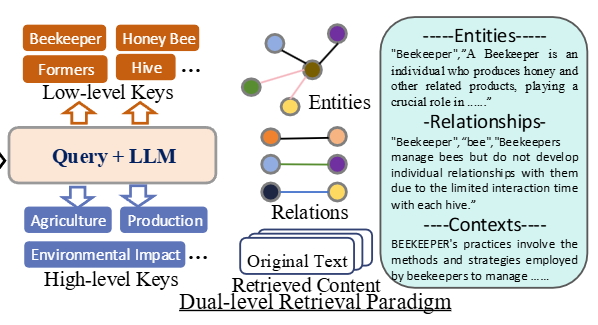 Beekeeper
Honey Bee
Formers
Hive
...
Low-level Keys
Query + LLM
Agriculture
Production
Environmental Impact
...
High-level Keys
Entities
Relations
Original Text
Retrieved Content
-----Entities-----
"Beekeeper","A Beekeeper is an
individual who produces honey and
other related products, playing a
crucial role in ......"
-Relationships-
"Beekeeper","bee","Beekeepers
manage bees but do not develop
individual relationships with them
due to the limited interaction time
with each hive."
----Contexts----
BEEKEEPER's practices involve the
methods and strategies employed
by beekeepers to manage ......
Dual-level Retrieval Paradigm